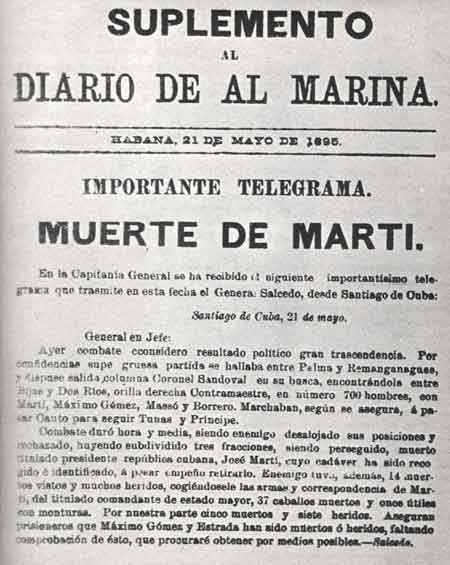 SUPLEMENTO
AL
DIARIO DE AL MARINA.
HABANA, 21 DE MAYO DE 1895.
IMPORTANTE TELEGRAMA.
MUERTE DE MARTI.
En la Capitanía General se ha recibido el siguiente importantísimo tele-
grama que trasmite en esta fecha el General Salcedo, desde Santiago de Cuba:
Santiago de Cuba, 21 de mayo.
General en Jefe:
Ayer combate cconsidero resultado político gran trascendencia. Por
confidencias supe gruessa partida se hallaba entre Palma y Remanganaguas,
y dispuse salida columna Coronel Sandoval en su busca, encontrándola entre
Bijas y Dos Rios, orilla derecha Contramaestre, en número 700 hombres, con
Martí, Máximo Gómez, Massó y Borrero. Marchaban, según se asegura, á pa-
sar Cauto para seguir Tunas y Príncipe.
Combate duró hora y media, siendo enemigo desalojado sus posiciones y
rechazado, huyendo subdividido tres fracciones, siendo perseguido, muerto
titulado presidente república cubana, José Martí, cuyo cadáver ha sido reco
gido é identificado, á pesar empeño retirarlo. Enemigo tuvo, además, 14 muer-
tos vistos y muchos heridos, cogiéndosele las armas y correspondencia de Mar-
tí, del titulado comandante de estado mayor, 37 caballos muertos y once útiles
con monturas. Por nuestra parte cinco muertos y siete heridos. Aseguran
prisioneros que Máximo Gómez y Estrada han sido muertos ó heridos, faltando
comprobación de ésto, que procuraré obtener por medios posibles.—Salcedo.